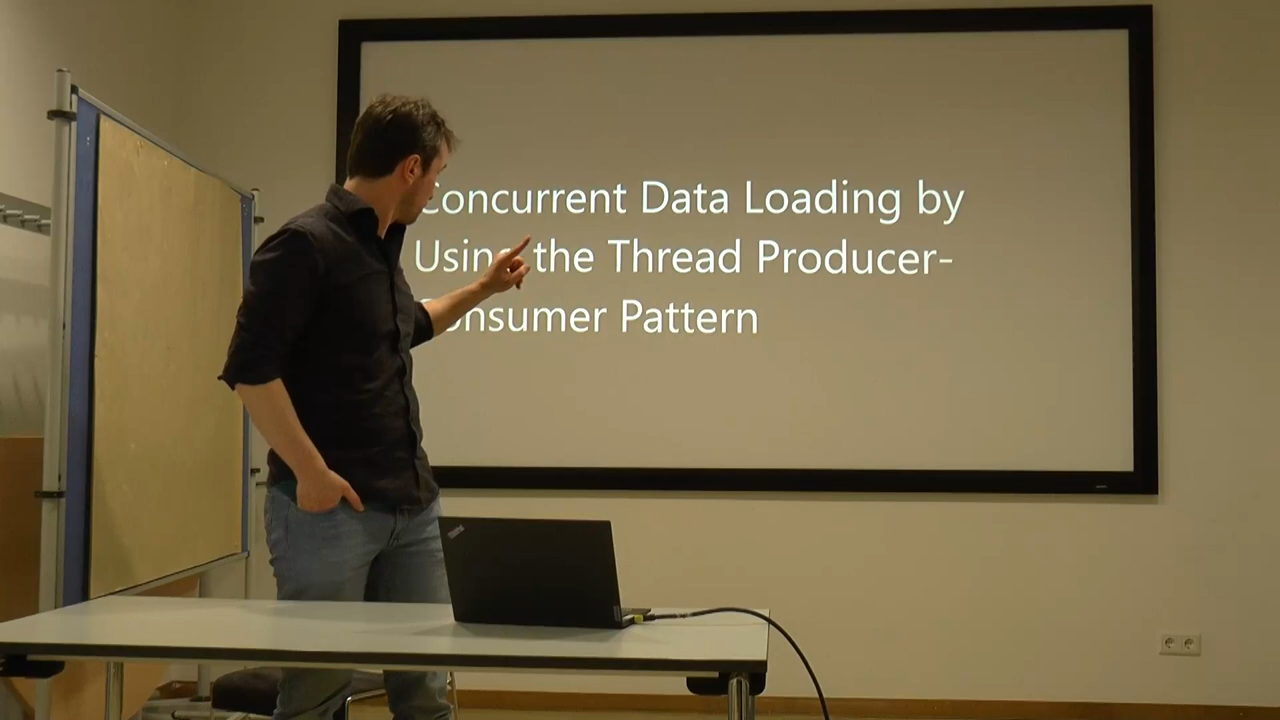 Concurrent Data Loading by
Using the Thread Producer-
Consumer Pattern